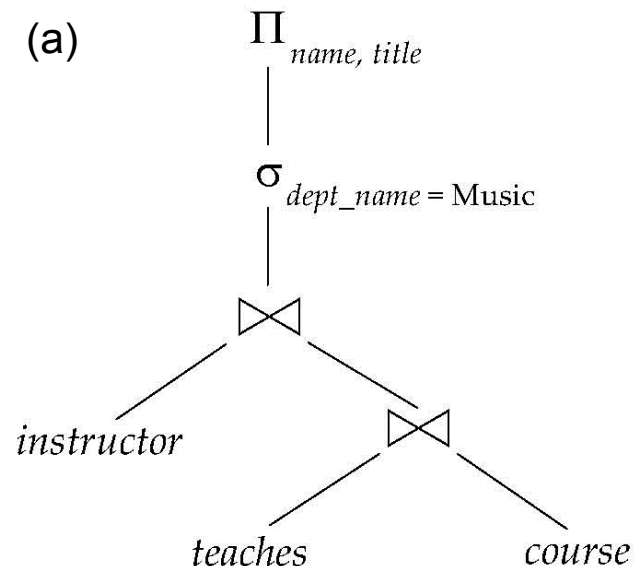 (a)
Π name, title
σ dept_name = Music
⋈
instructor
⋈
teaches
course